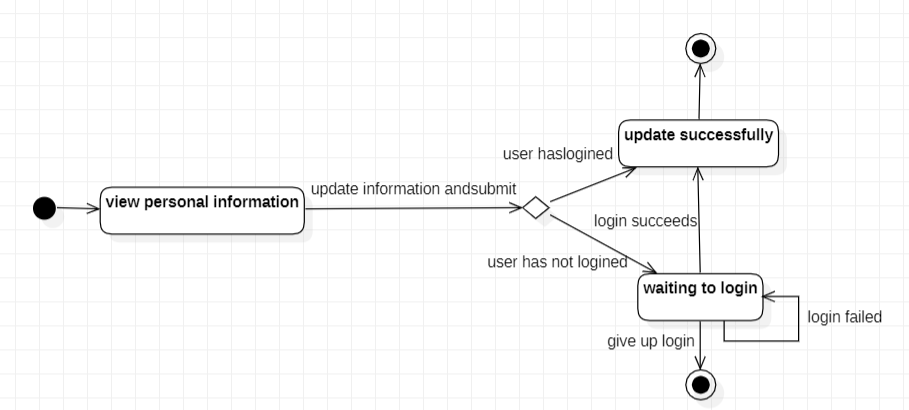 update successfully
user haslogined
update information andsubmit
view personal information
login succeeds
user has not logined
waiting to login
login failed
give up login